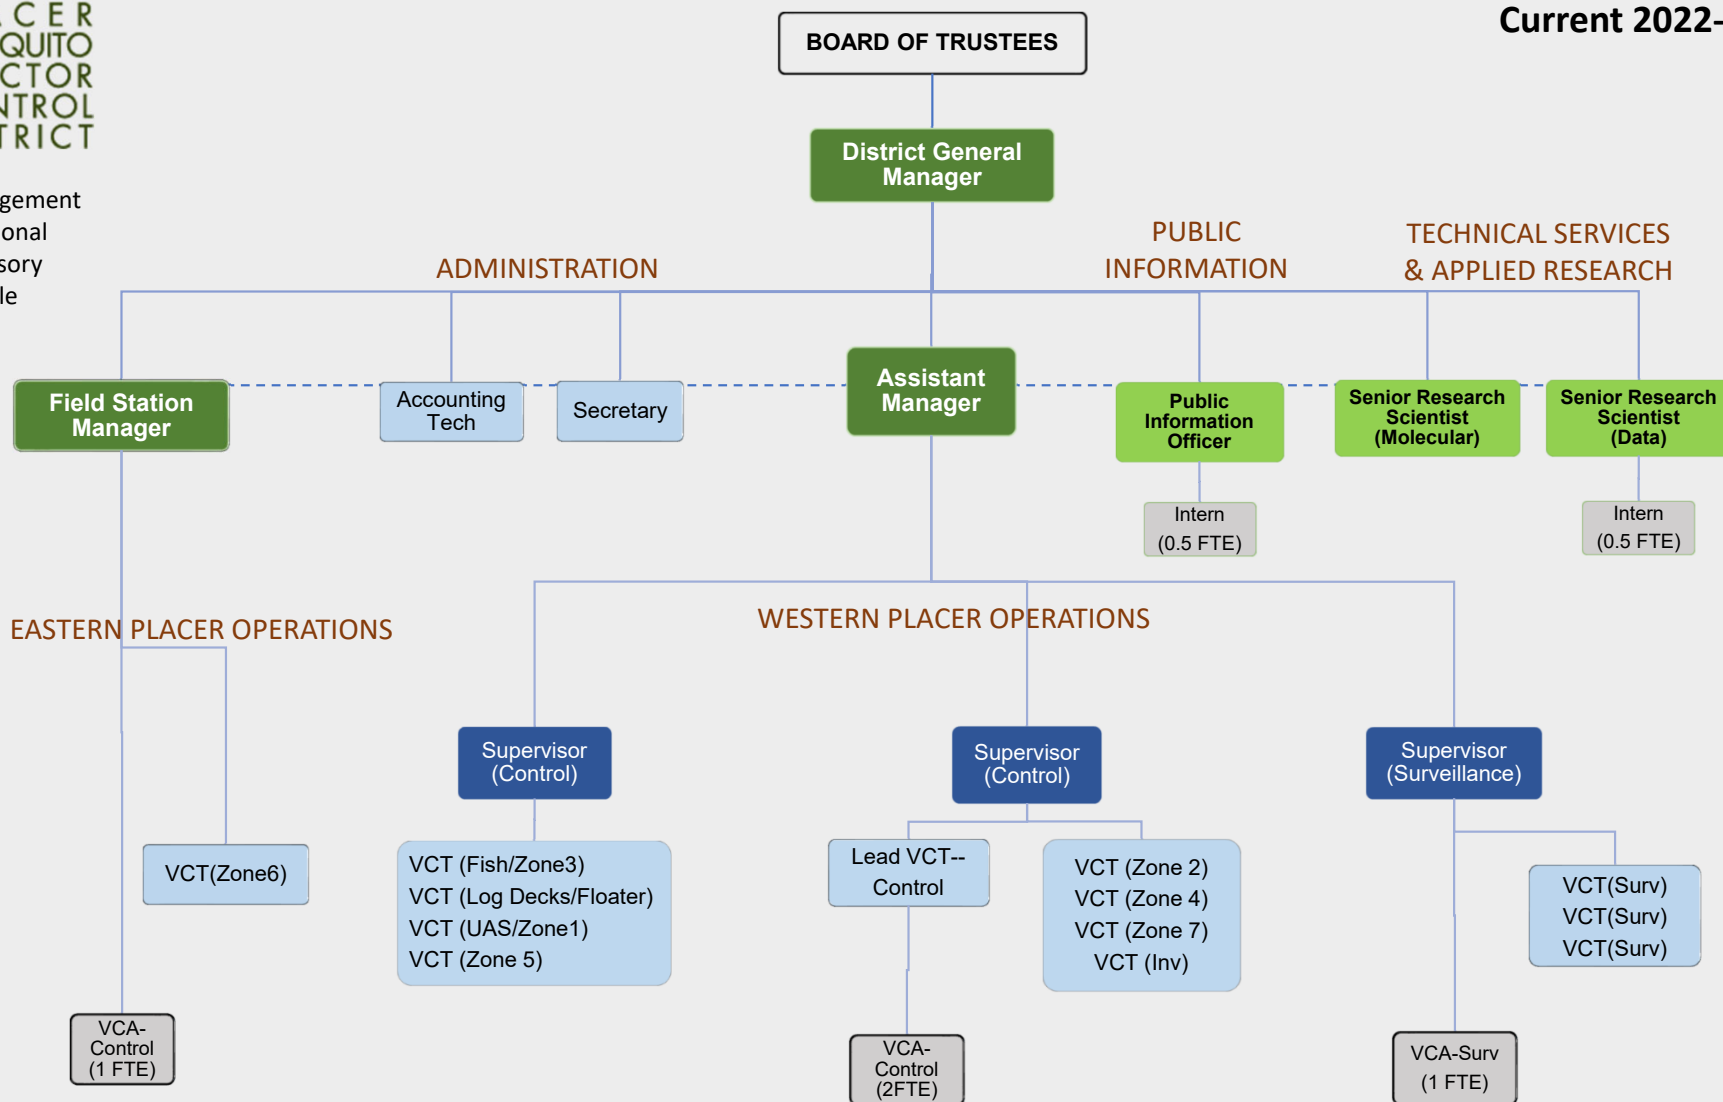 ACER
QUITO
CTOR
NTROL
TRICT
Current 2022-
BOARD OF TRUSTEES
District General
Manager
gement
onal
sory
le
ADMINISTRATION
PUBLIC
INFORMATION
TECHNICAL SERVICES
& APPLIED RESEARCH
Field Station
Manager
Accounting
Tech
Secretary
Assistant
Manager
Public
Information
Officer
Senior Research
Scientist
(Molecular)
Senior Research
Scientist
(Data)
Intern
(0.5 FTE)
Intern
(0.5 FTE)
EASTERN PLACER OPERATIONS
WESTERN PLACER OPERATIONS
Supervisor
(Control)
Supervisor
(Control)
Supervisor
(Surveillance)
VCT(Zone6)
VCT (Fish/Zone3)
VCT (Log Decks/Floater)
VCT (UAS/Zone1)
VCT (Zone 5)
Lead VCT--
Control
VCT (Zone 2)
VCT (Zone 4)
VCT (Zone 7)
VCT (Inv)
VCT(Surv)
VCT(Surv)
VCT(Surv)
VCA-
Control
(1 FTE)
VCA-
Control
(2FTE)
VCA-Surv
(1 FTE)